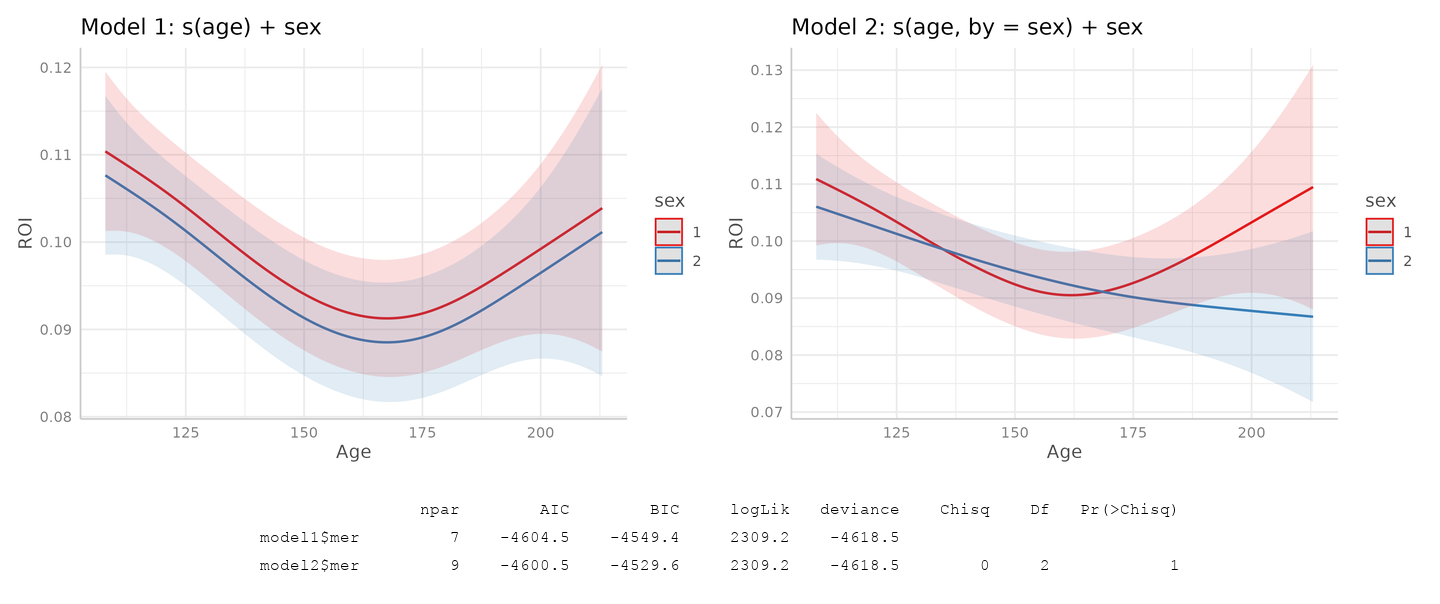 Model 1: s(age) + sex
0.12
0.11
0.10
0.09
0.08
ROI
125 150 175 200
Age
sex
1
2
Model 2: s(age, by = sex) + sex
0.13
0.12
0.11
0.10
0.09
0.08
0.07
ROI
125 150 175 200
Age
sex
1
2
npar AIC BIC logLik deviance Chisq Df Pr(>Chisq)
model1$mer 7 -4604.5 -4549.4 2309.2 -4618.5
model2$mer 9 -4600.5 -4529.6 2309.2 -4618.5 0 2 1